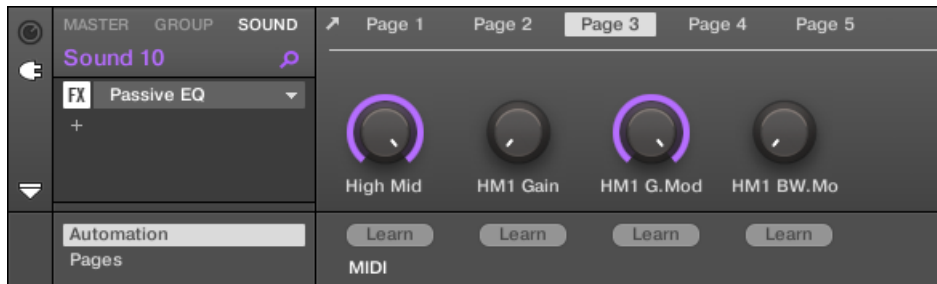 MASTER GROUP SOUND
Sound 10
FX Passive EQ
+
Automation
Pages
Page 1 Page 2 Page 3 Page 4 Page 5
High Mid HM1 Gain HM1 G.Mod HM1 BW.Mo
Learn Learn Learn Learn
MIDI